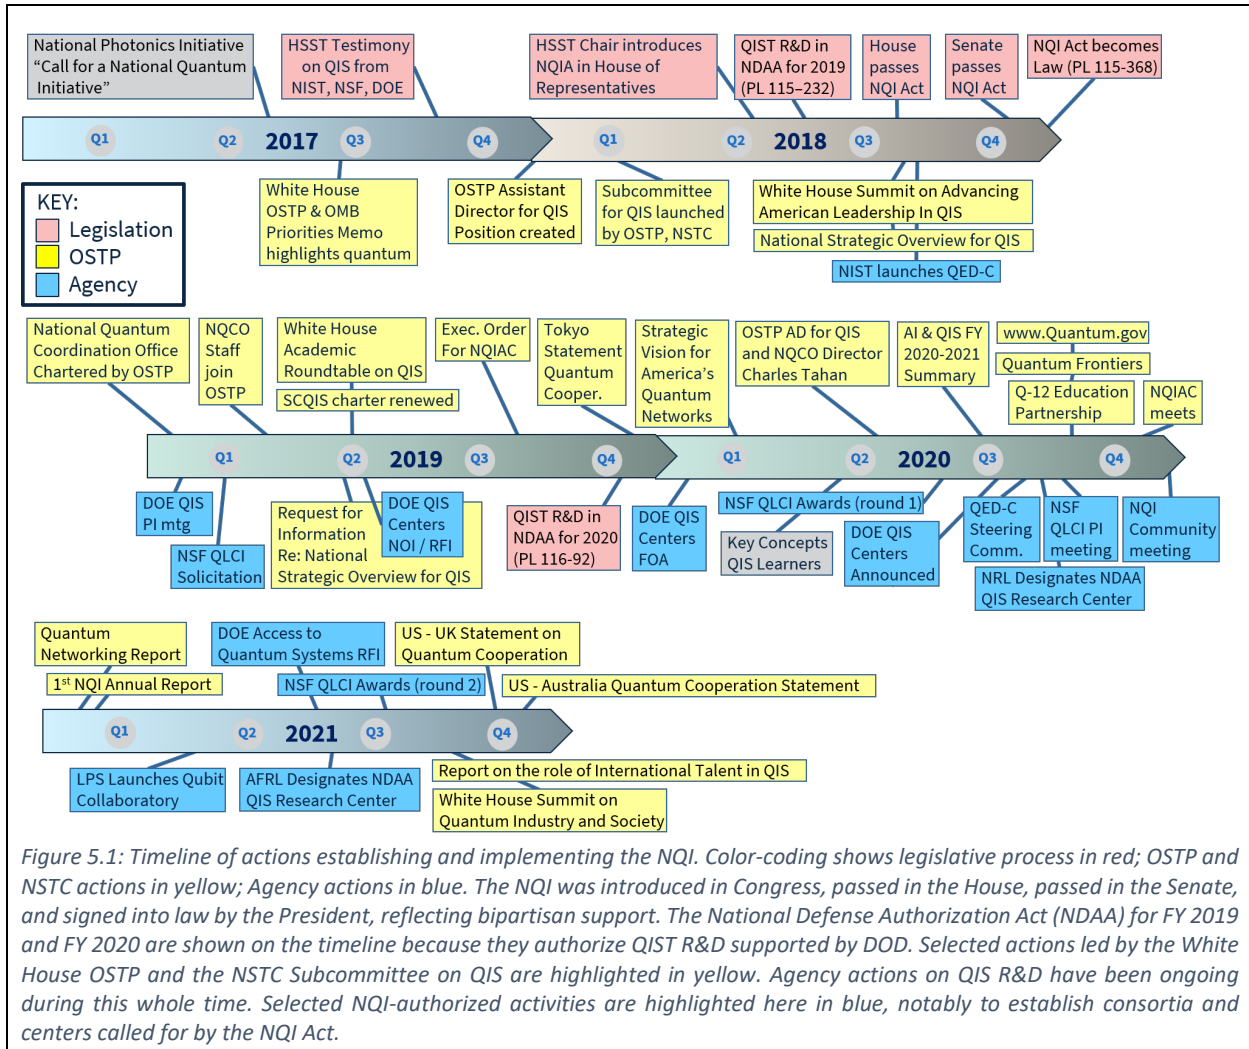 National Photonics Initiative
“Call for a National Quantum
Initiative”
HSST Testimony
on QIS from
NIST, NSF, DOE
HSST Chair introduces
NQIA in House of
Representatives
QIST R&D in
NDAA for 2019
(PL 115–232)
House
passes
NQI Act
Senate
passes
NQI Act
NQI Act becomes
Law (PL 115-368)
Q1
Q2
2017
Q3
Q4
Q1
Q2
2018
Q3
Q4
KEY:
Legislation
OSTP
Agency
White House
OSTP & OMB
Priorities Memo
highlights quantum
OSTP Assistant
Director for QIS
Position created
Subcommittee
for QIS launched
by OSTP, NSTC
White House Summit on Advancing
American Leadership In QIS
National Strategic Overview for QIS
NIST launches QED-C
National Quantum
Coordination Office
Chartered by OSTP
NQCO
Staff
join
OSTP
White House
Academic
Roundtable on QIS
SCQIS charter renewed
Exec. Order
For NQIAC
Tokyo
Statement
Quantum
Cooper.
Strategic
Vision for
America’s
Quantum
Networks
OSTP AD for QIS
and NQCO Director
Charles Tahan
AI & QIS FY
2020-2021
Summary
www.Quantum.gov
Quantum Frontiers
Q-12 Education
Partnership
NQIAC
meets
Q1
Q2
2019
Q3
Q4
Q1
Q2
2020
Q3
Q4
DOE QIS
PI mtg
NSF QLCI
Solicitation
Request for
Information
Re: National
Strategic Overview for QIS
DOE QIS
Centers
NOI / RFI
QIST R&D in
NDAA for 2020
(PL 116-92)
DOE QIS
Centers
FOA
NSF QLCI Awards (round 1)
Key Concepts
QIS Learners
DOE QIS
Centers
Announced
QED-C
Steering
Comm.
NSF
QLCI PI
meeting
NQI
Community
meeting
NRL Designates NDAA
QIS Research Center
Quantum
Networking Report
1st NQI Annual Report
DOE Access to
Quantum Systems RFI
NSF QLCI Awards (round 2)
US - UK Statement on
Quantum Cooperation
US - Australia Quantum Cooperation Statement
Q1
Q2
2021
Q3
Q4
LPS Launches Qubit
Collaboratory
AFRL Designates NDAA
QIS Research Center
Report on the role of International Talent in QIS
White House Summit on
Quantum Industry and Society
Figure 5.1: Timeline of actions establishing and implementing the NQI. Color-coding shows legislative process in red; OSTP and
NSTC actions in yellow; Agency actions in blue. The NQI was introduced in Congress, passed in the House, passed in the Senate,
and signed into law by the President, reflecting bipartisan support. The National Defense Authorization Act (NDAA) for FY 2019
and FY 2020 are shown on the timeline because they authorize QIST R&D supported by DOD. Selected actions led by the White
House OSTP and the NSTC Subcommittee on QIS are highlighted in yellow. Agency actions on QIS R&D have been ongoing
during this whole time. Selected NQI-authorized activities are highlighted here in blue, notably to establish consortia and
centers called for by the NQI Act.